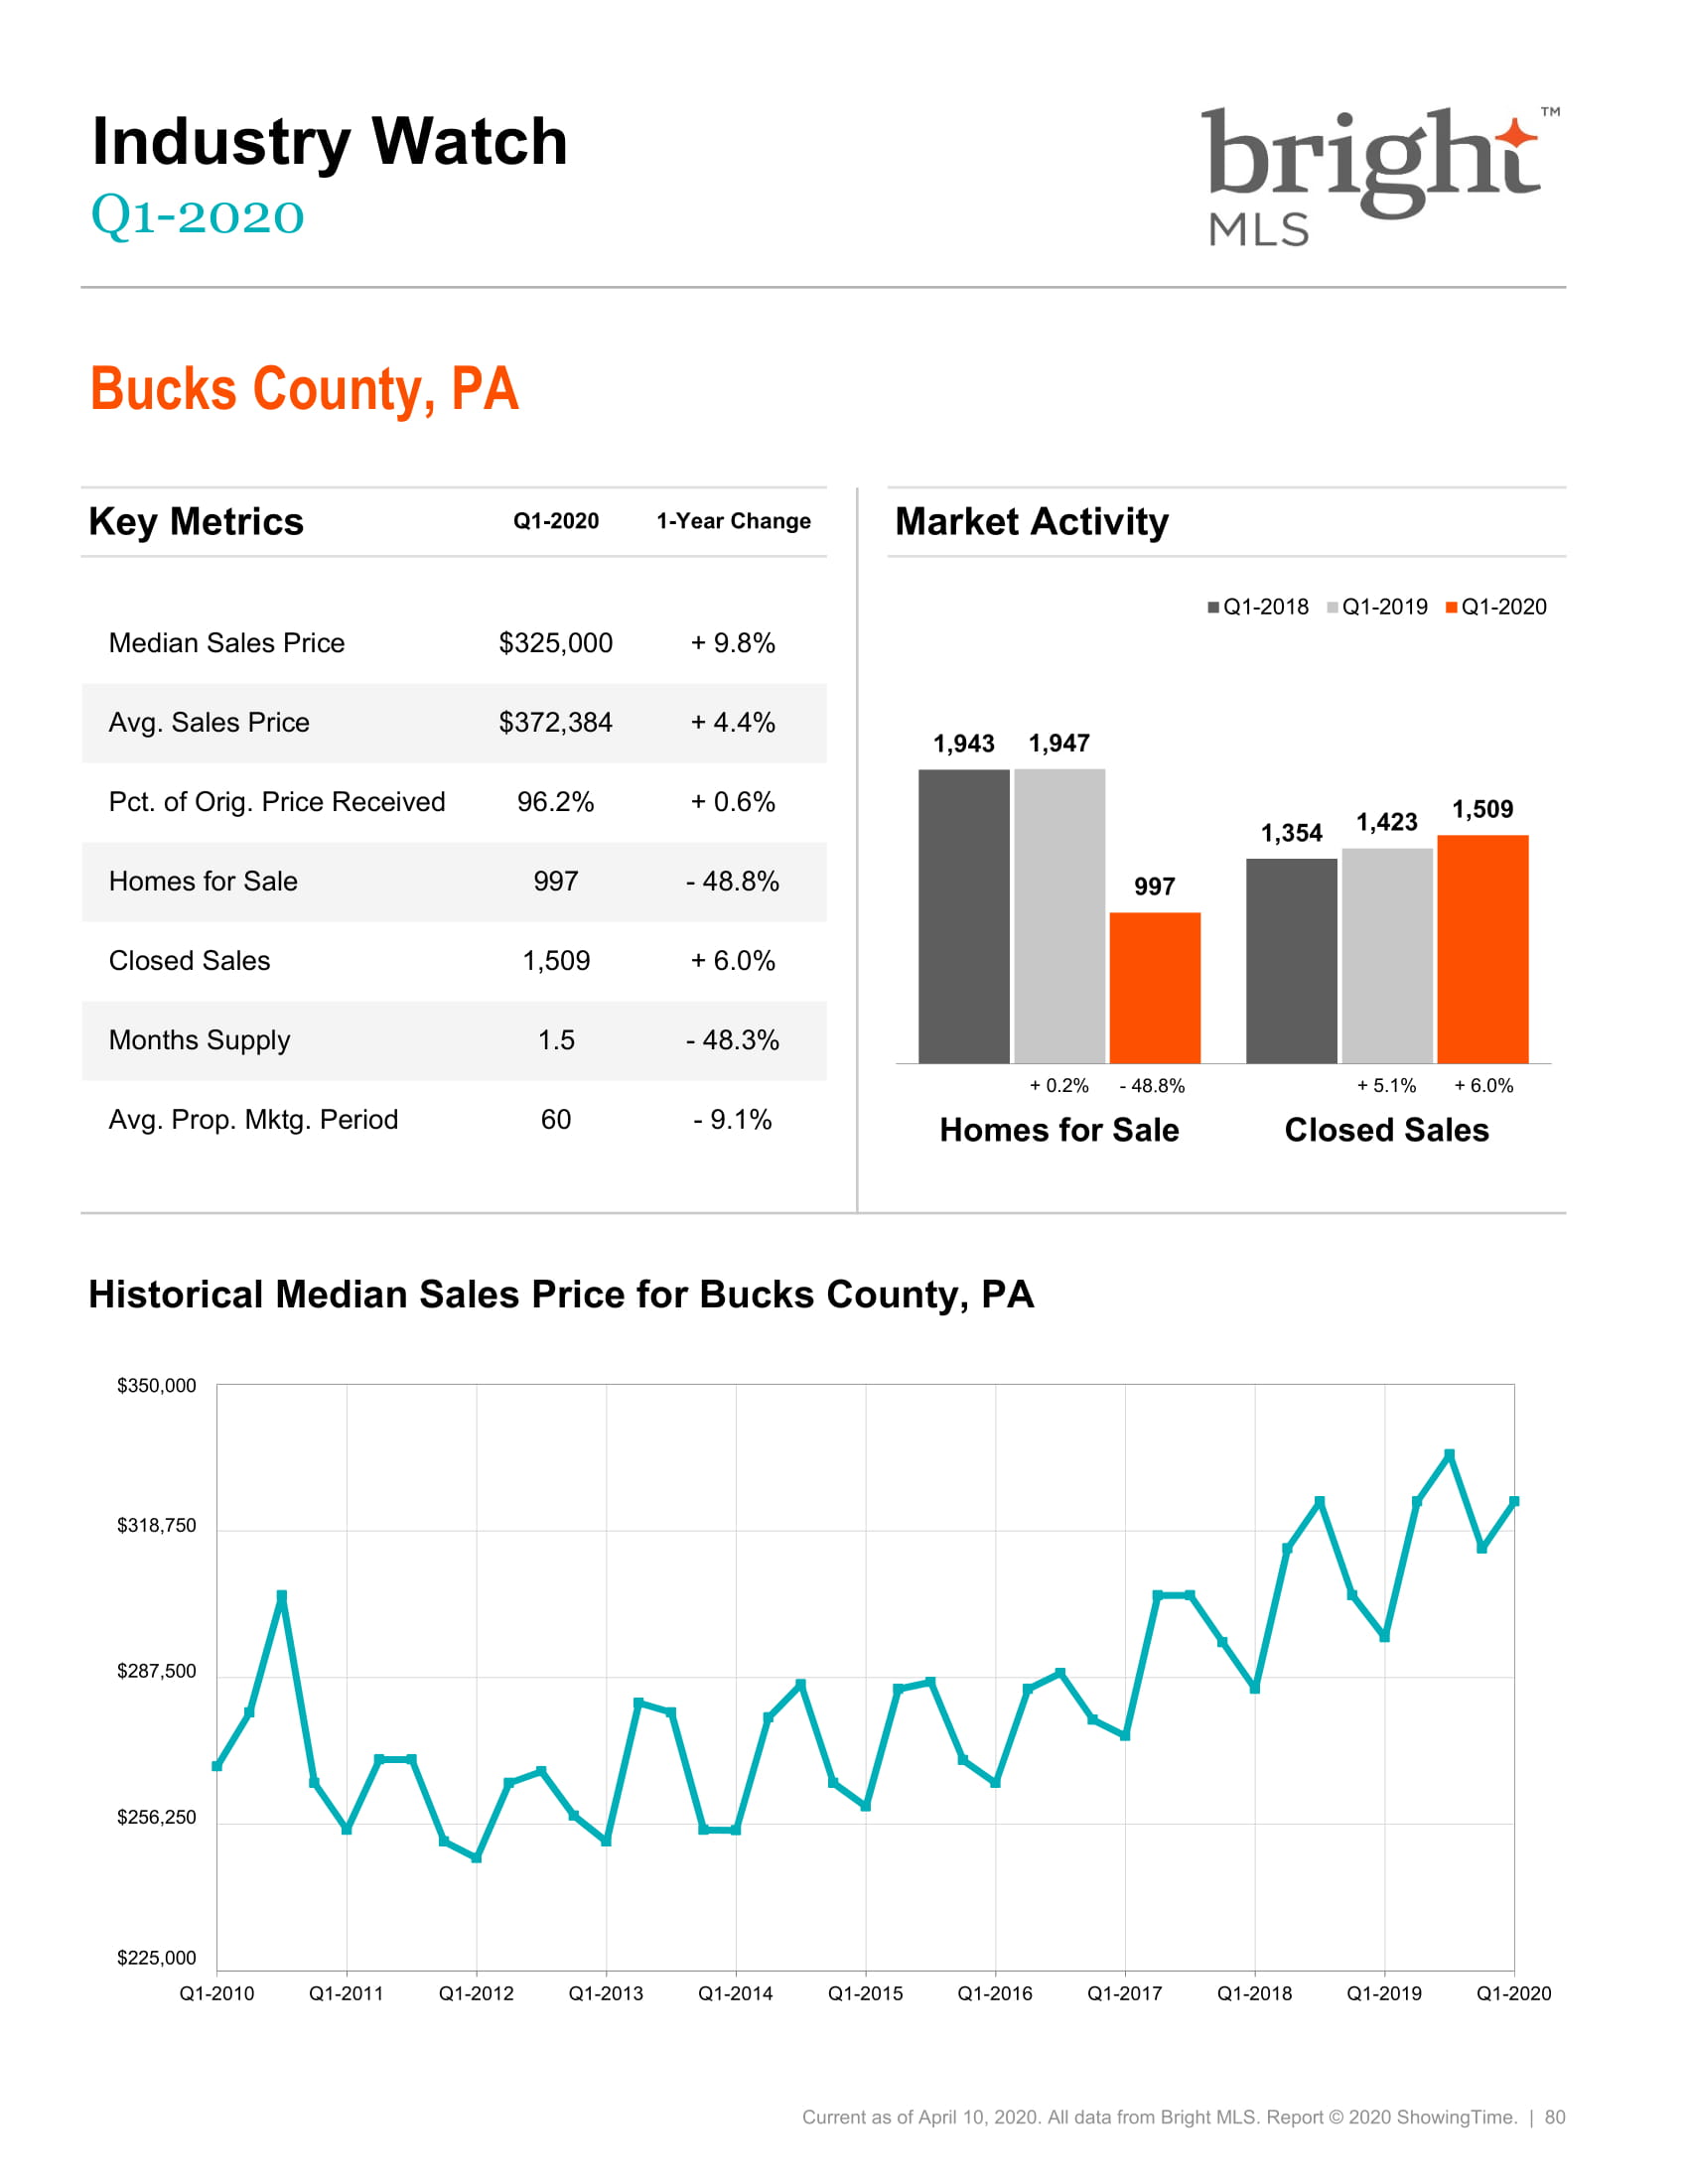 Industry Watch
Q1-2020
bright™
MLS
Bucks County, PA
Key Metrics Q1-2020 1-Year Change
Median Sales Price $325,000 + 9.8%
Avg. Sales Price $372,384 + 4.4%
Pct. of Orig. Price Received 96.2% + 0.6%
Homes for Sale 997 - 48.8%
Closed Sales 1,509 + 6.0%
Months Supply 1.5 - 48.3%
Avg. Prop. Mktg. Period 60 - 9.1%
Market Activity
Q1-2018 Q1-2019 Q1-2020
1,943 1,947 997 1,354 1,423 1,509
+ 0.2% - 48.8% + 5.1% + 6.0%
Homes for Sale Closed Sales
Historical Median Sales Price for Bucks County, PA
$350,000
$318,750
$287,500
$256,250
$225,000
Q1-2010 Q1-2011 Q1-2012 Q1-2013 Q1-2014 Q1-2015 Q1-2016 Q1-2017 Q1-2018 Q1-2019 Q1-2020
Current as of April 10, 2020. All data from Bright MLS. Report © 2020 ShowingTime. | 80